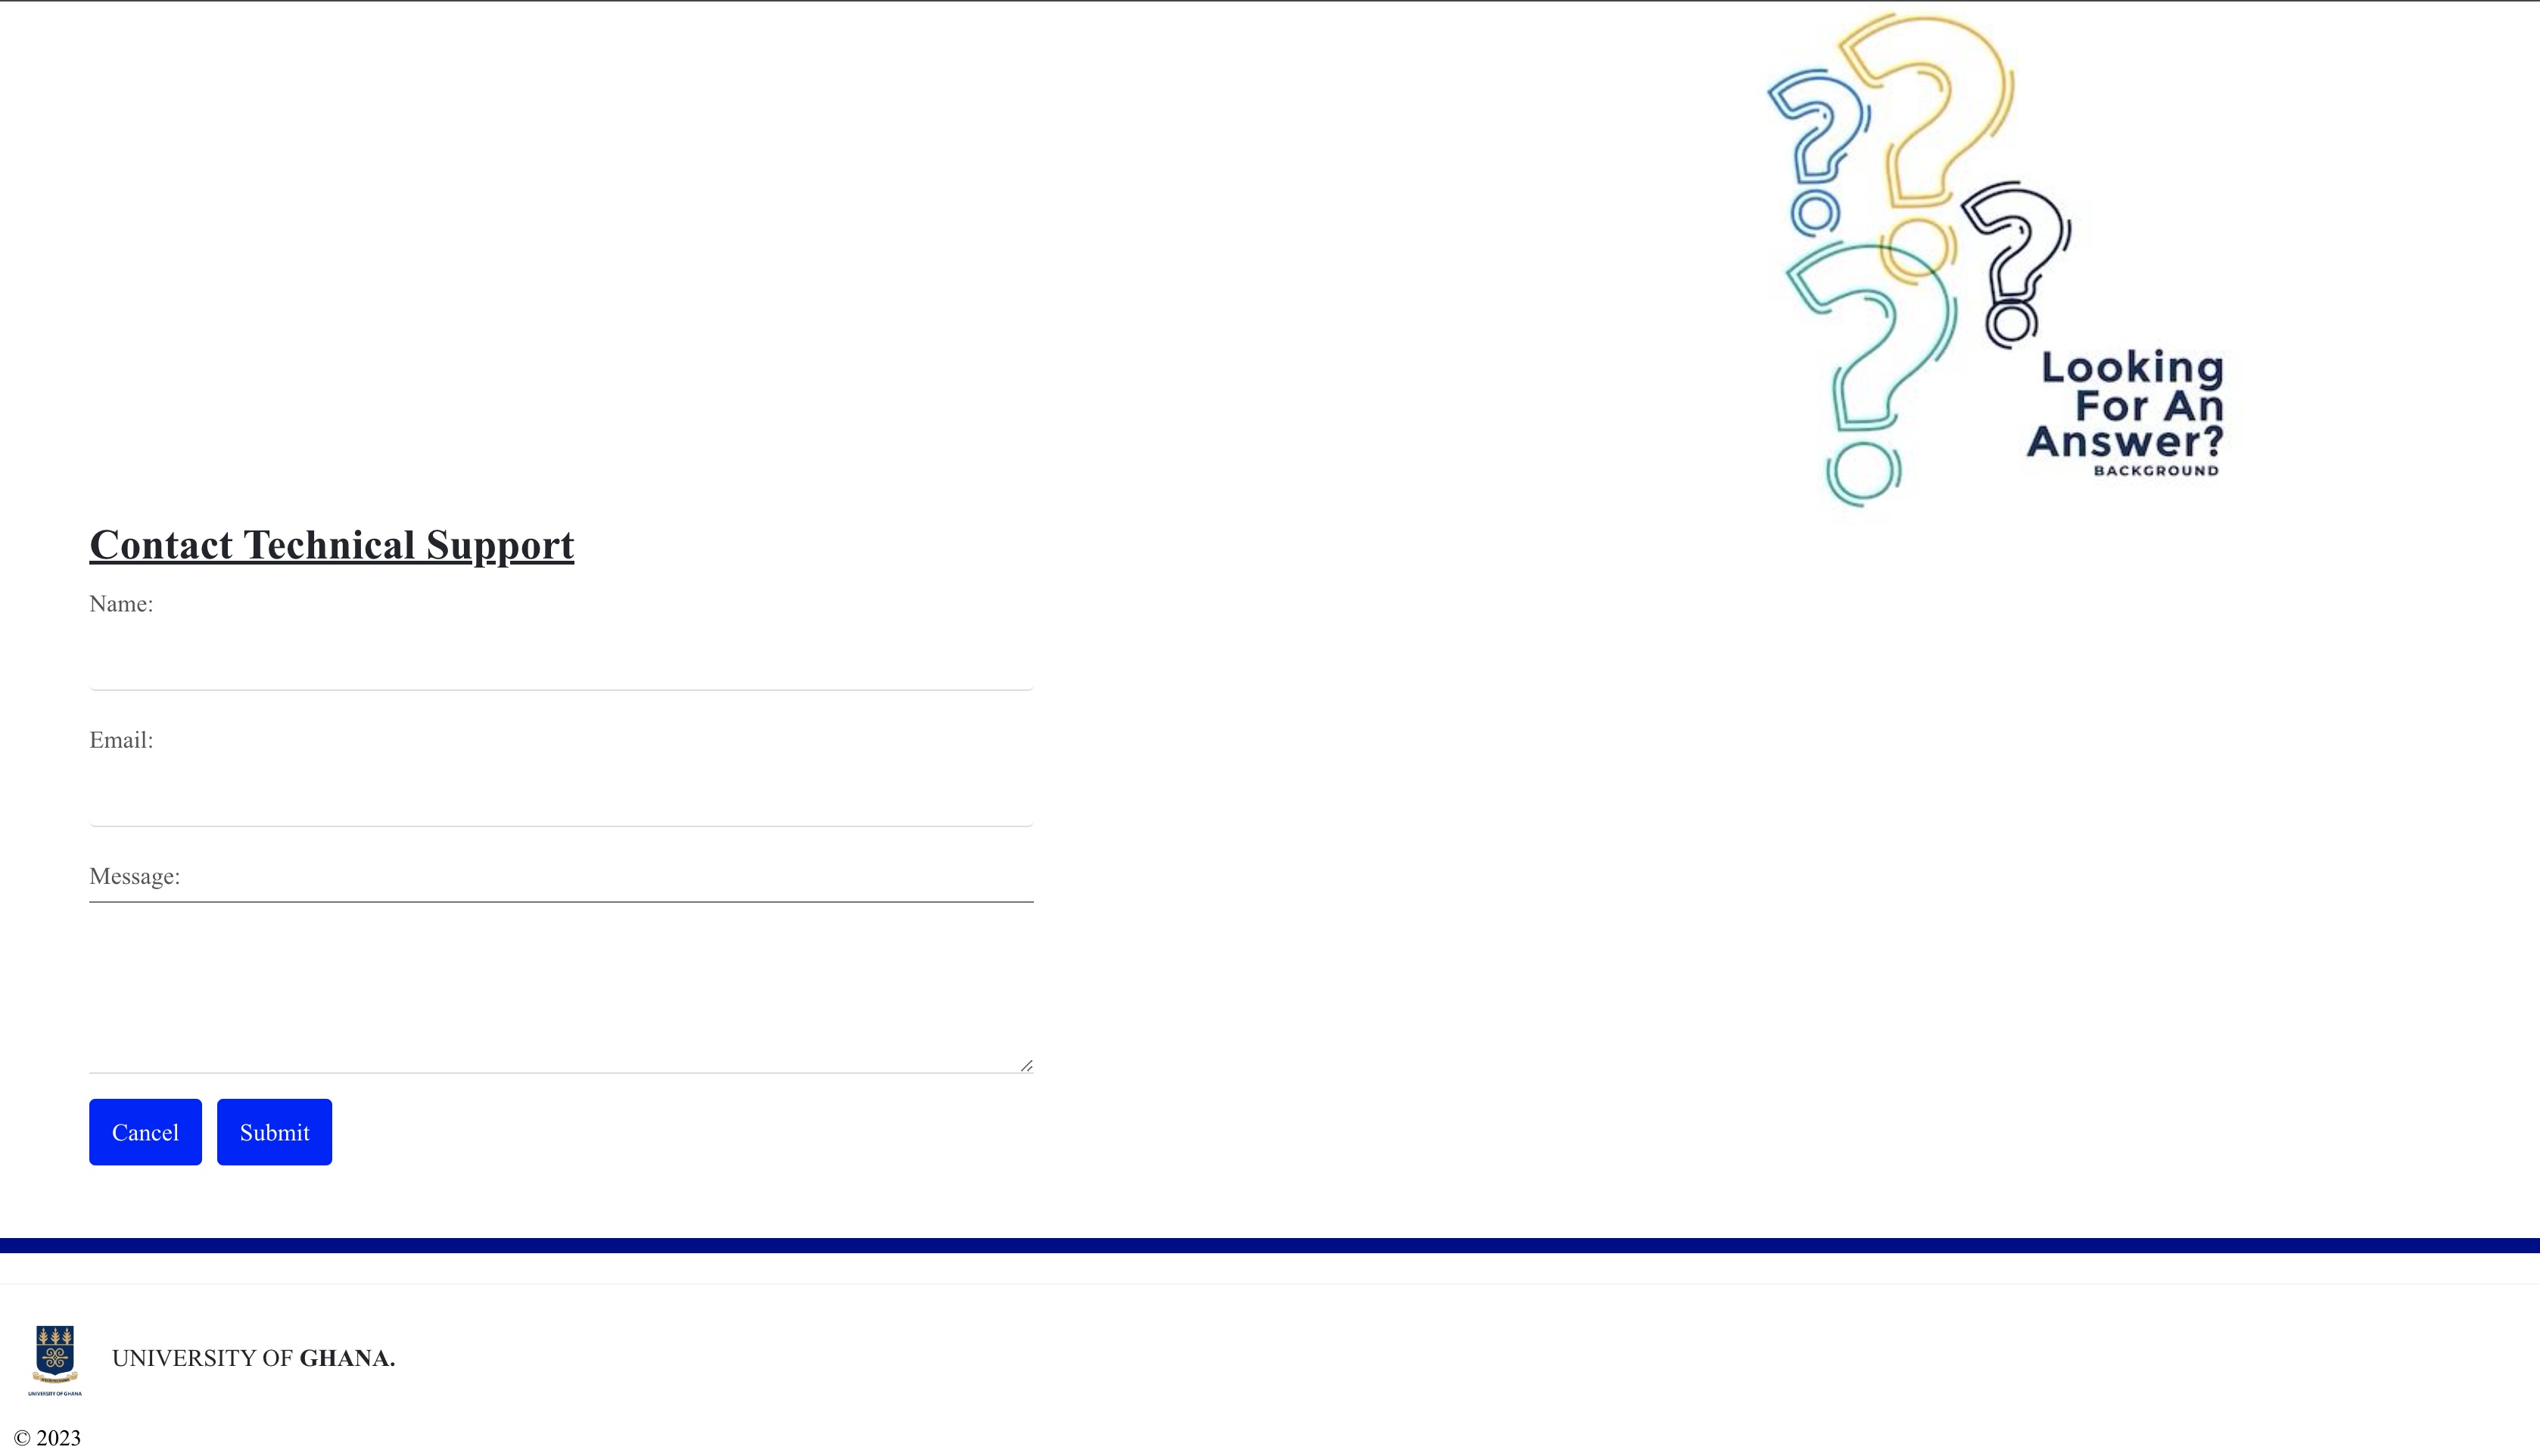 Looking
For An
Answer?
BACKGROUND
Contact Technical Support
Name:
Email:
Message:
Cancel
Submit
UNIVERSITY OF GHANA
UNIVERSITY OF GHANA.
© 2023